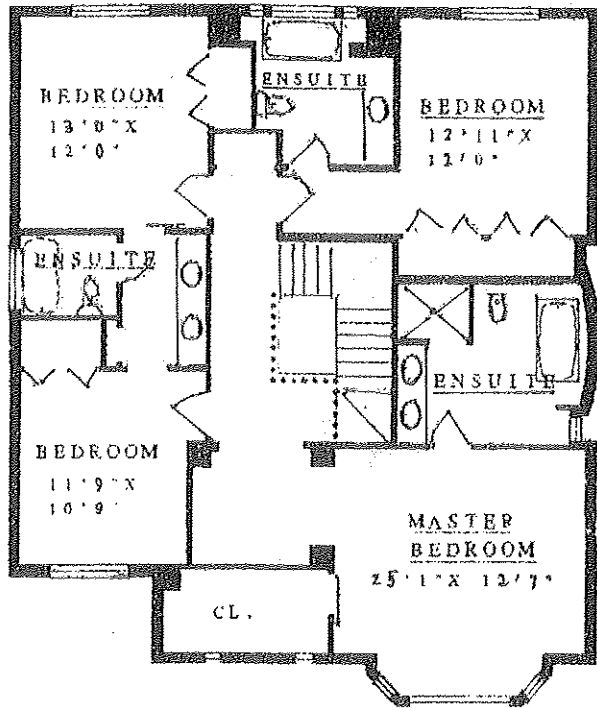 BEDROOM
13'0" X
12'0"
ENSUITE
BEDROOM
12'11" X
12'0"
ENSUITE
ENSUITE
BEDROOM
11'9" X
10'9"
MASTER
BEDROOM
25'1" X 12'7"
CL.